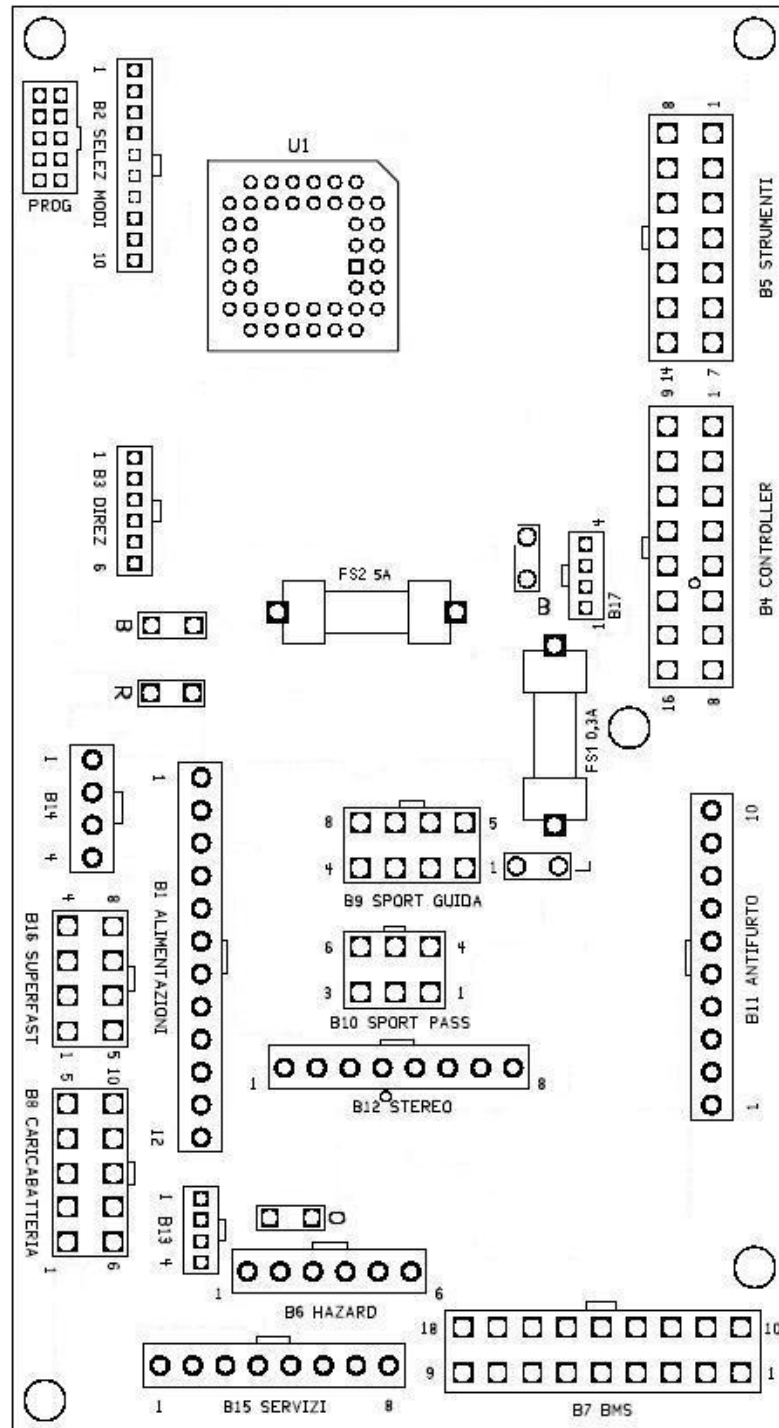 1
B2 SELEZ MODI
10
PROG
U1
8
1
B5 STRUMENTI
14
7
9
1
B4 CONTROLLER
16
8
1
B3 DIREZ
6
FS2 5A
4
B17
1
B
B
R
FS1 0,3A
1
B14
4
1
B1 ALIMENTAZIONI
12
8
5
4
1
B9 SPORT GUIDA
6
4
3
1
B10 SPORT PASS
10
B11 ANTIFURTO
1
4
8
B16 SUPERFAST
1
5
5
10
B8 CARICABATTERIA
1
6
1
8
B12 STEREO
1
B13
4
1
6
B6 HAZARD
1
8
B15 SERVIZI
18
10
9
1
B7 BMS